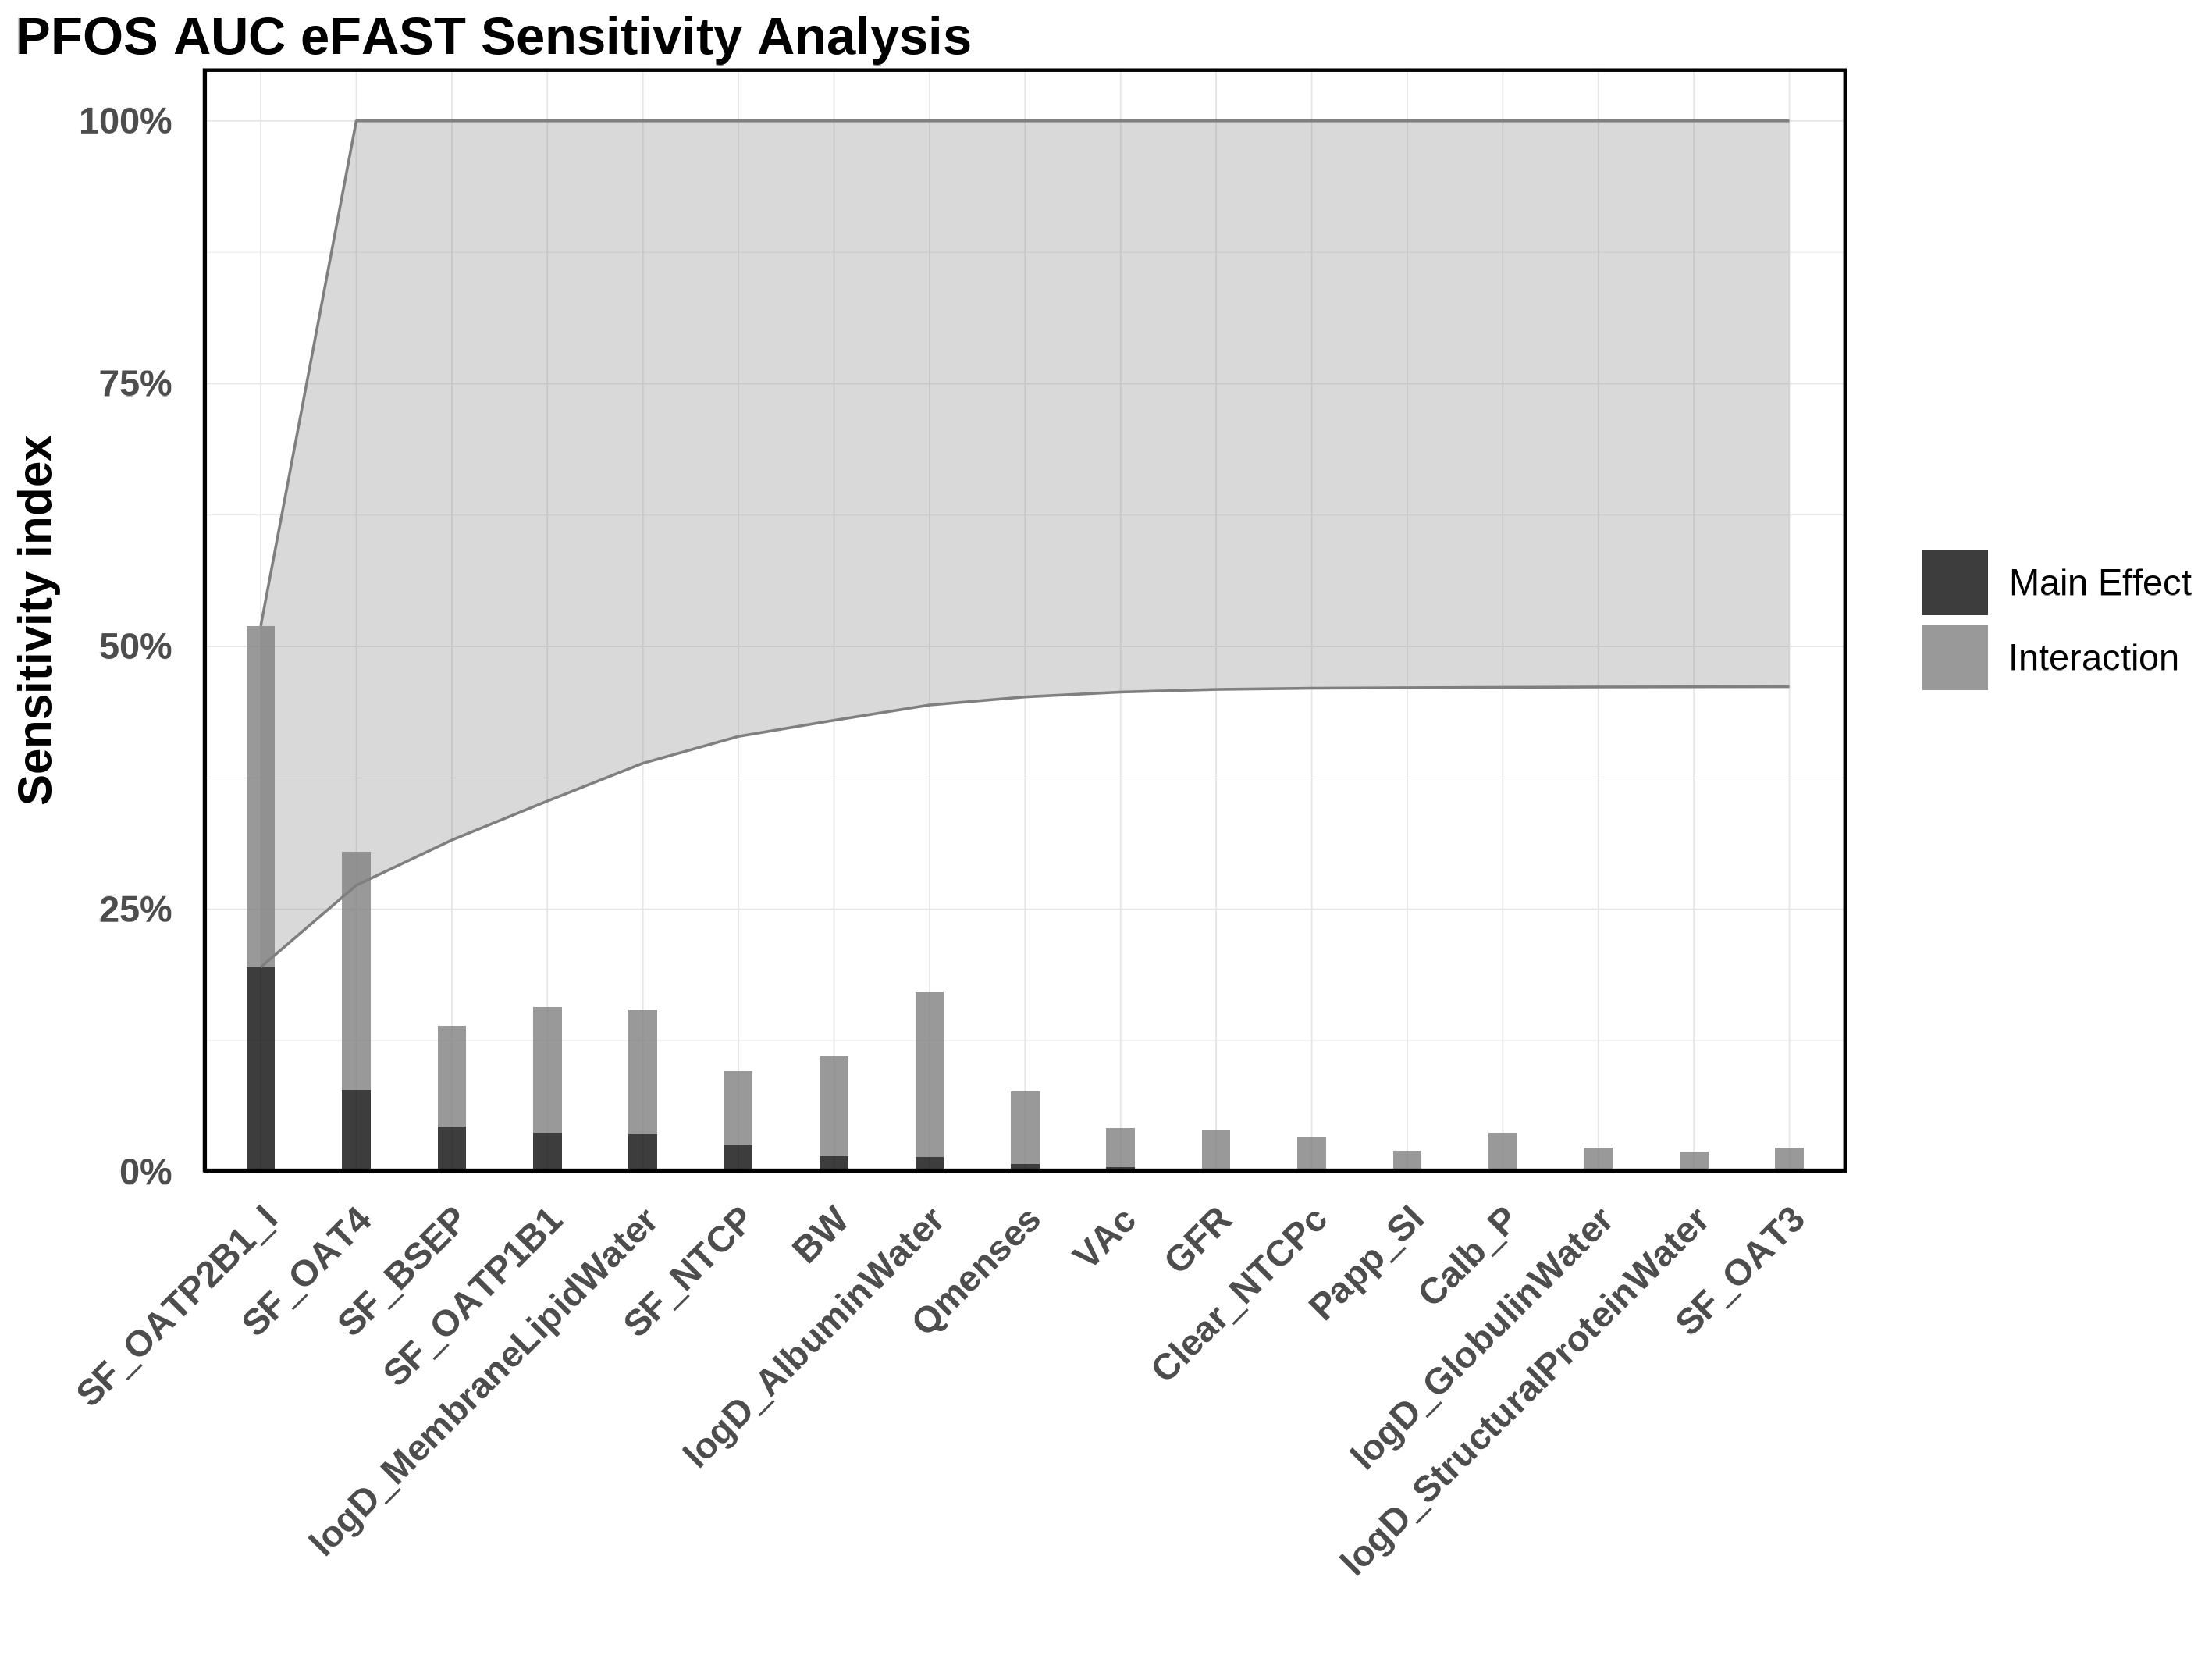 PFOS AUC eFAST Sensitivity Analysis
Sensitivity index
100%
75%
50%
25%
0%
SF_OATP2B1_I
SF_OAT4
SF_BSEP
SF_OATP1B1
logD_MembraneLipidWater
SF_NTCP
BW
logD_AlbuminWater
Qmenses
VAc
GFR
Clear_NTCPc
Papp_SI
Calb_P
logD_GlobulinWater
logD_StructuralProteinWater
SF_OAT3
Main Effect
Interaction